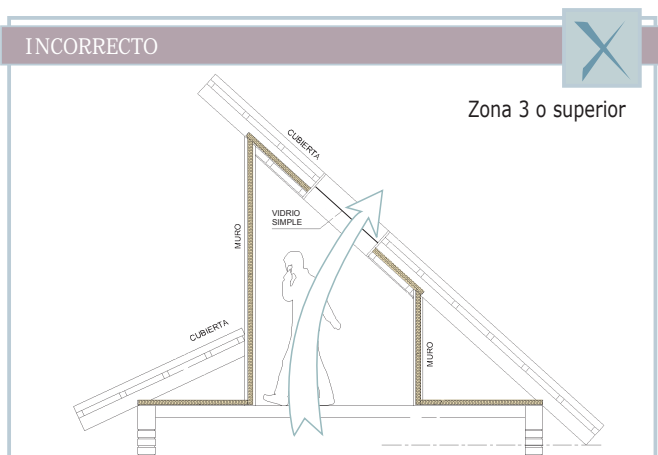 INCORRECTO
Zona 3 o superior
CUBIERTA
VIDRIO
SIMPLE
MURO
CUBIERTA
MURO